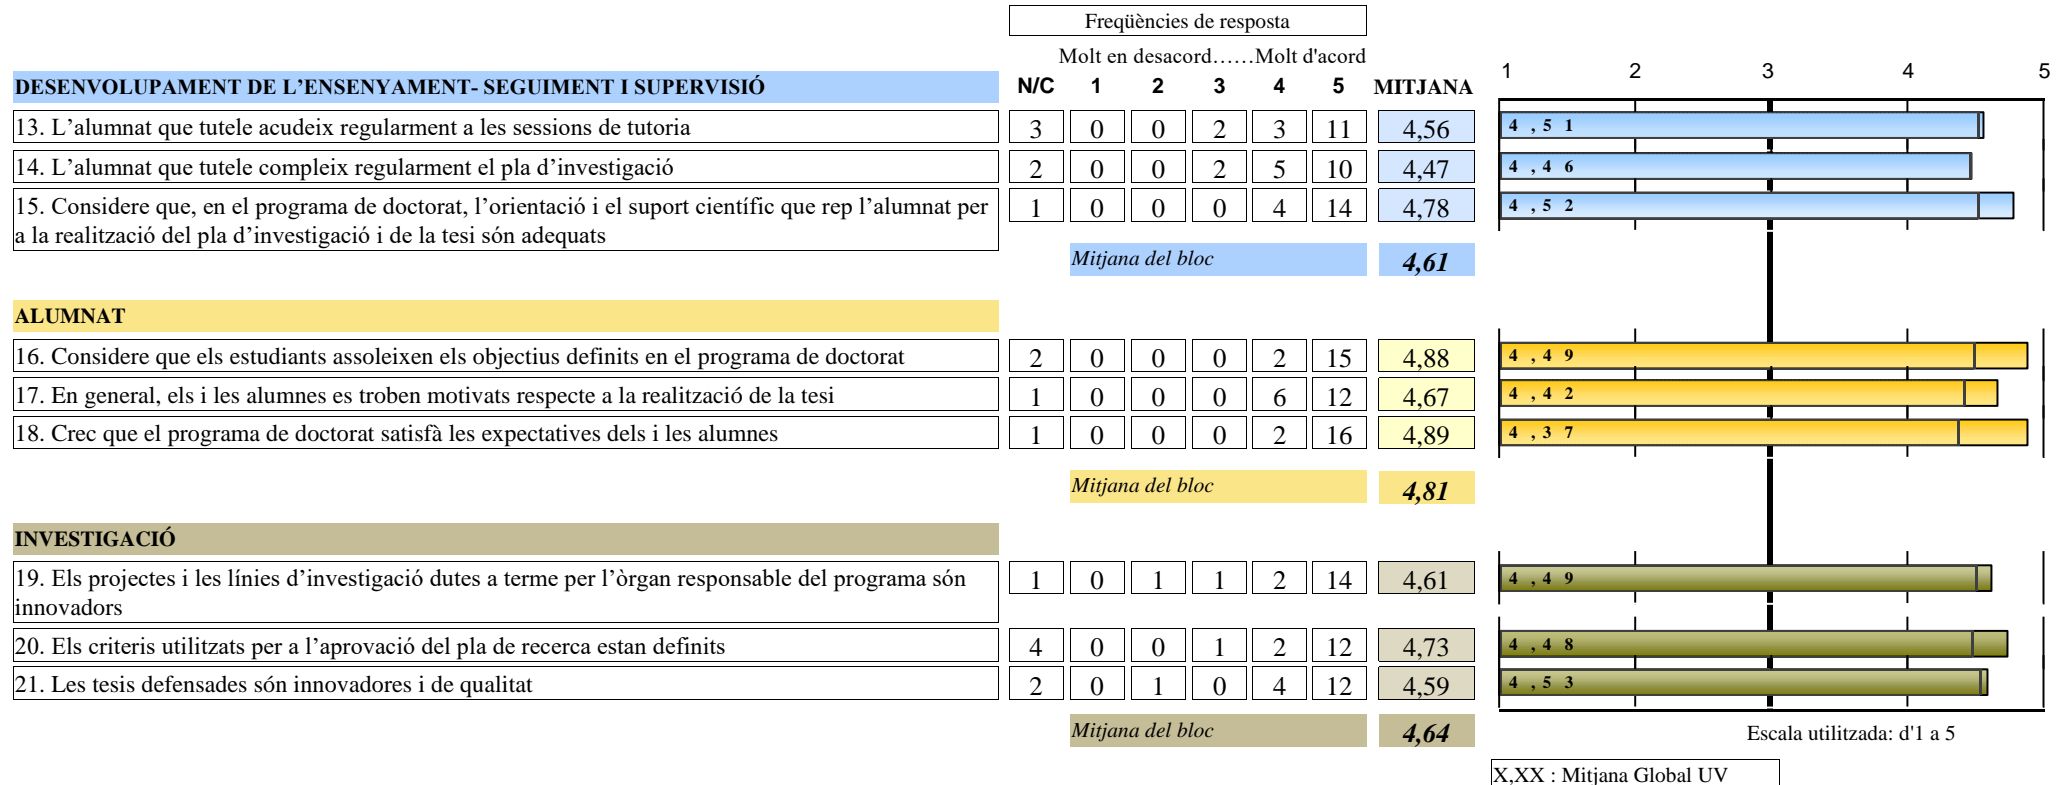 Freqüències de resposta
Molt en desacord……Molt d'acord
DESENVOLUPAMENT DE L’ENSENYAMENT- SEGUIMENT I SUPERVISIÓ N/C 1 2 3 4 5 MITJANA 1 2 3 4 5
13. L’alumnat que tutele acudeix regularment a les sessions de tutoria 3 0 0 2 3 11 4,56 4,51
14. L’alumnat que tutele compleix regularment el pla d’investigació 2 0 0 2 5 10 4,47 4,46
15. Considere que, en el programa de doctorat, l’orientació i el suport científic que rep l’alumnat per 1 0 0 0 4 14 4,78 4,52
a la realització del pla d’investigació i de la tesi són adequats
Mitjana del bloc 4,61
ALUMNAT
16. Considere que els estudiants assoleixen els objectius definits en el programa de doctorat 2 0 0 0 2 15 4,88 4,49
17. En general, els i les alumnes es troben motivats respecte a la realització de la tesi 1 0 0 0 6 12 4,67 4,42
18. Crec que el programa de doctorat satisfà les expectatives dels i les alumnes 1 0 0 0 2 16 4,89 4,37
Mitjana del bloc 4,81
INVESTIGACIÓ
19. Els projectes i les línies d’investigació dutes a terme per l’òrgan responsable del programa són 1 0 1 1 2 14 4,61 4,49
innovadors
20. Els criteris utilitzats per a l’aprovació del pla de recerca estan definits 4 0 0 1 2 12 4,73 4,48
21. Les tesis defensades són innovadores i de qualitat 2 0 1 0 4 12 4,59 4,53
Mitjana del bloc 4,64
Escala utilitzada: d'1 a 5
X,XX : Mitjana Global UV